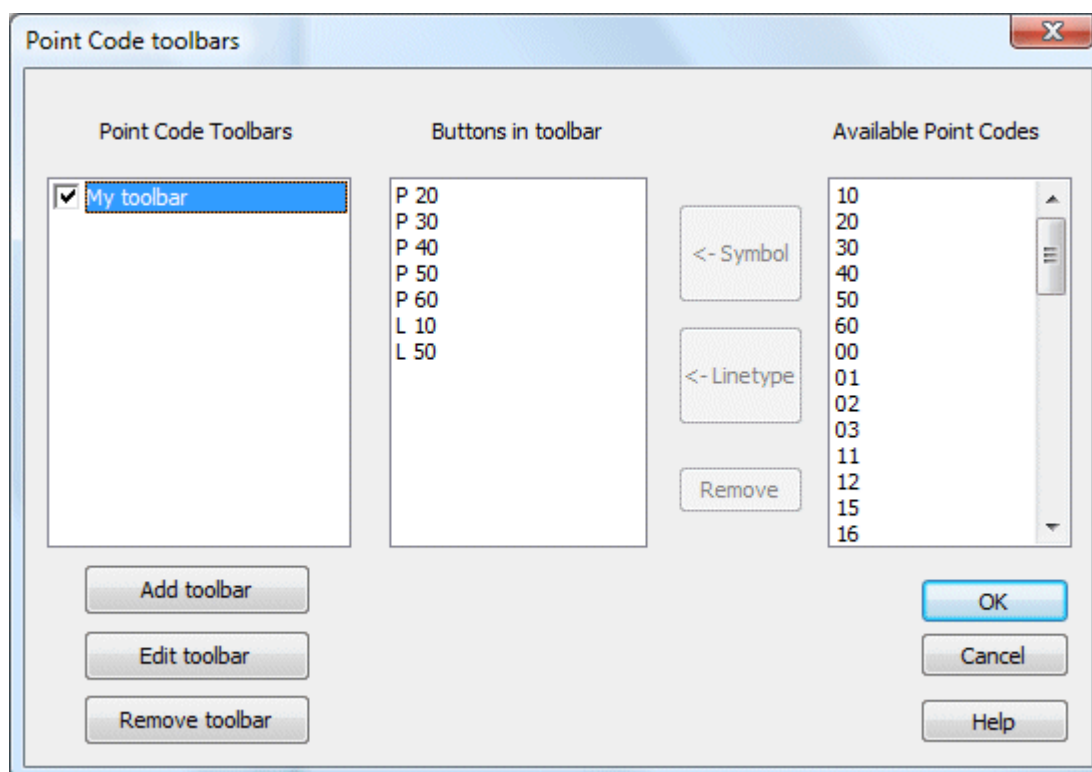 Point Code toolbars
Point Code Toolbars
Buttons in toolbar
Available Point Codes
My toolbar
P 20
P 30
P 40
P 50
P 60
L 10
L 50
<- Symbol
<- Linetype
Remove
10
20
30
40
50
60
00
01
02
03
11
12
15
16
Add toolbar
Edit toolbar
Remove toolbar
OK
Cancel
Help